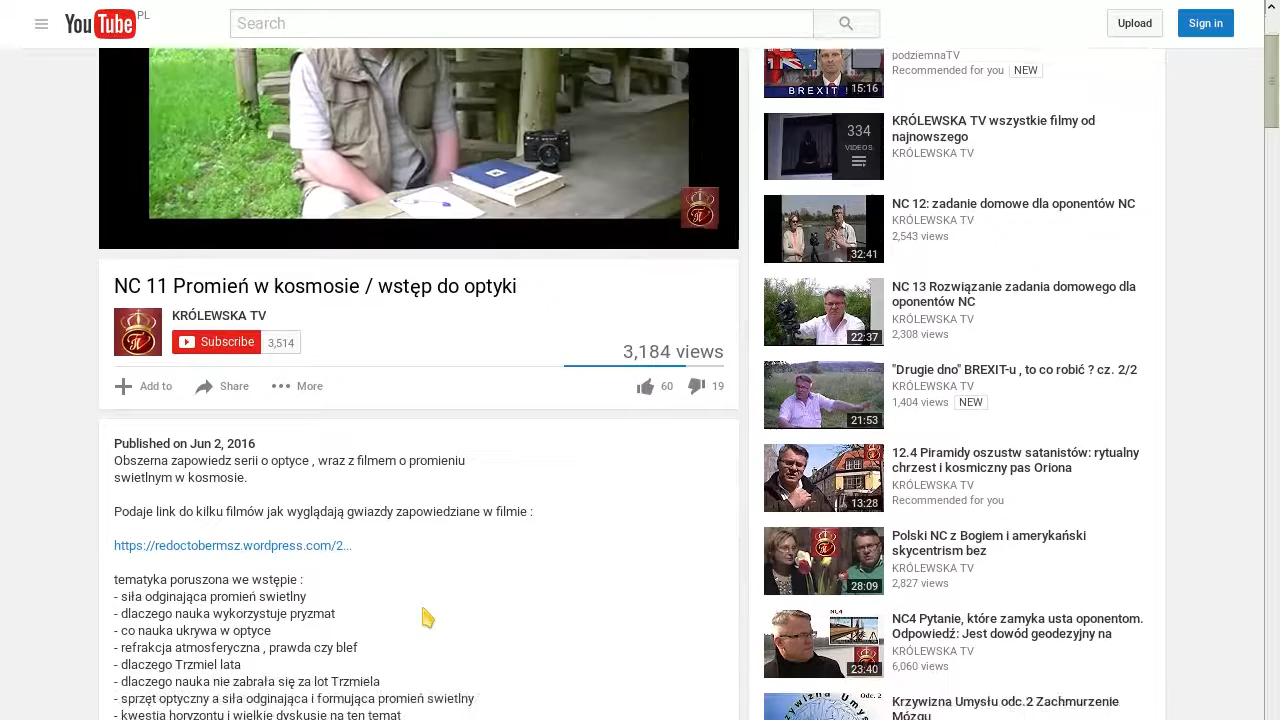 YouTube PL
Search
Upload
Sign in
NC 11 Promień w kosmosie / wstęp do optyki
KRÓLEWSKA TV
Subscribe 3,514
3,184 views
Add to
Share
More
60
19
Published on Jun 2, 2016
Obszerna zapowiedz serii o optyce , wraz z filmem o promieniu
swietlnym w kosmosie.
Podaje link do kilku filmów jak wyglądają gwiazdy zapowiedziane w filmie :
https://redoctobermsz.wordpress.com/2...
tematyka poruszona we wstępie :
- siła odginająca promień swietlny
- dlaczego nauka wykorzystuje pryzmat
- co nauka ukrywa w optyce
- refrakcja atmosferyczna , prawda czy blef
- dlaczego Trzmiel lata
- dlaczego nauka nie zabrała się za lot Trzmiela
- sprzęt optyczny a siła odginająca i formująca promień swietlny
- kwestia horyzontu i wielkie dyskusje na ten temat
podziemnaTV
Recommended for you NEW
BREXIT !
15:16
KRÓLEWSKA TV wszystkie filmy od
najnowszego
KRÓLEWSKA TV
334
VIDEOS
NC 12: zadanie domowe dla oponentów NC
KRÓLEWSKA TV
2,543 views
32:41
NC 13 Rozwiązanie zadania domowego dla
oponentów NC
KRÓLEWSKA TV
2,308 views
22:37
"Drugie dno" BREXIT-u , to co robić ? cz. 2/2
KRÓLEWSKA TV
1,404 views NEW
21:53
12.4 Piramidy oszustw satanistów: rytualny
chrzest i kosmiczny pas Oriona
KRÓLEWSKA TV
Recommended for you
13:28
Polski NC z Bogiem i amerykański
skycentrism bez
KRÓLEWSKA TV
2,827 views
28:09
NC4 Pytanie, które zamyka usta oponentom.
Odpowiedź: Jest dowód geodezyjny na
KRÓLEWSKA TV
6,060 views
NC4
23:40
Krzywizna Umysłu odc.2 Zachmurzenie
Mózgu
Odc. 2